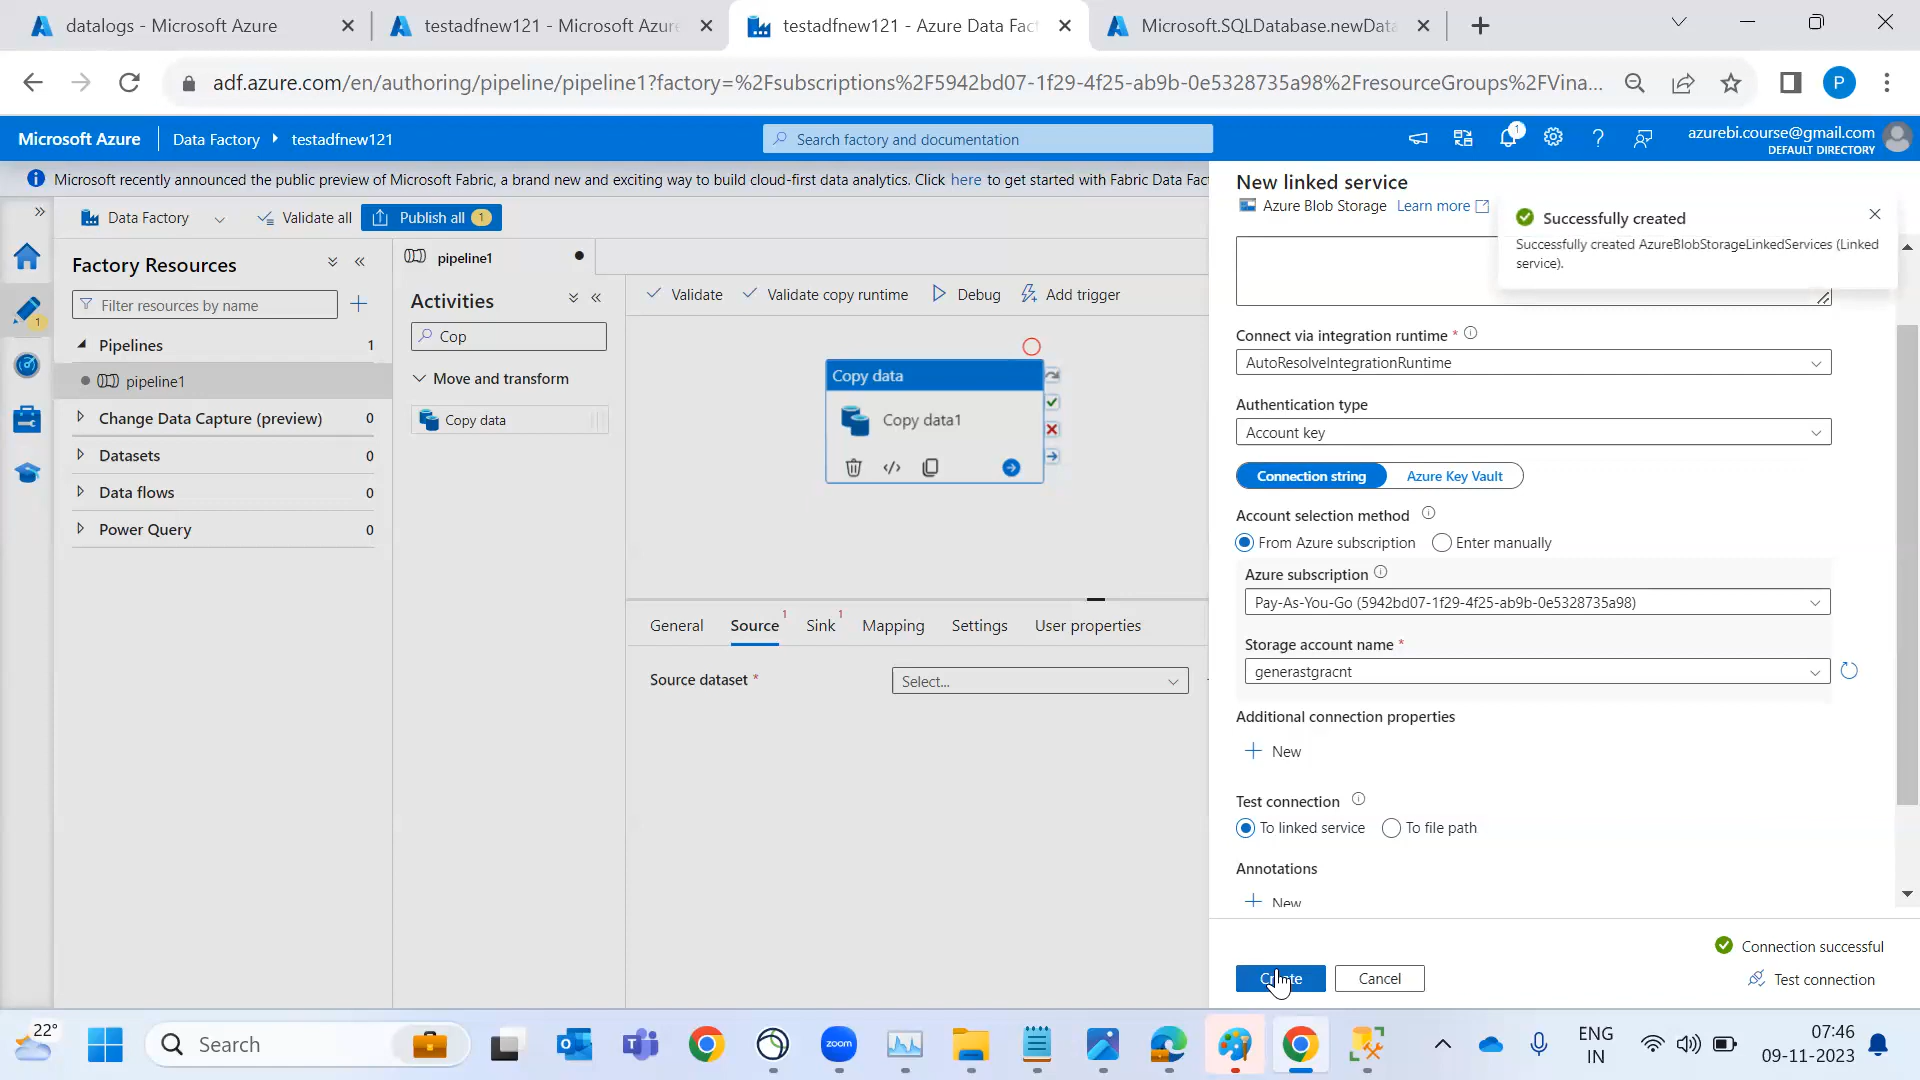 datalogs - Microsoft Azure
testadfnew121 - Microsoft Azure
testadfnew121 - Azure Data Fac
Microsoft.SQLDatabase.newData
adf.azure.com/en/authoring/pipeline/pipeline1?factory=%2Fsubscriptions%2F5942bd07-1f29-4f25-ab9b-0e5328735a98%2FresourceGroups%2FVina...
P
Microsoft Azure
Data Factory
testadfnew121
Search factory and documentation
1
azurebi.course@gmail.com
DEFAULT DIRECTORY
Microsoft recently announced the public preview of Microsoft Fabric, a brand new and exciting way to build cloud-first data analytics. Click here to get started with Fabric Data Fact
Data Factory
Validate all
Publish all 1
Factory Resources
Filter resources by name
1
Pipelines 1
pipeline1
Change Data Capture (preview) 0
Datasets 0
Data flows 0
Power Query 0
pipeline1
Activities
Cop
Move and transform
Copy data
Validate
Validate copy runtime
Debug
Add trigger
Copy data
Copy data1
General
Source 1
Sink 1
Mapping
Settings
User properties
Source dataset *
Select...
New linked service
Azure Blob Storage Learn more
Successfully created
Successfully created AzureBlobStorageLinkedServices (Linked
service).
Connect via integration runtime *
AutoResolveIntegrationRuntime
Authentication type
Account key
Connection string
Azure Key Vault
Account selection method
From Azure subscription
Enter manually
Azure subscription
Pay-As-You-Go (5942bd07-1f29-4f25-ab9b-0e5328735a98)
Storage account name *
generastgracnt
Additional connection properties
New
Test connection
To linked service
To file path
Annotations
New
Connection successful
Create
Cancel
Test connection
22°
Search
zoom
ENG
IN
07:46
09-11-2023